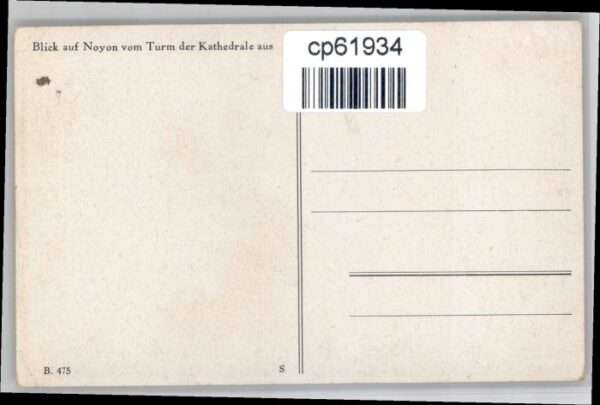 Blick auf Noyon vom Turm der Kathedrale aus
cp61934
B. 475
S